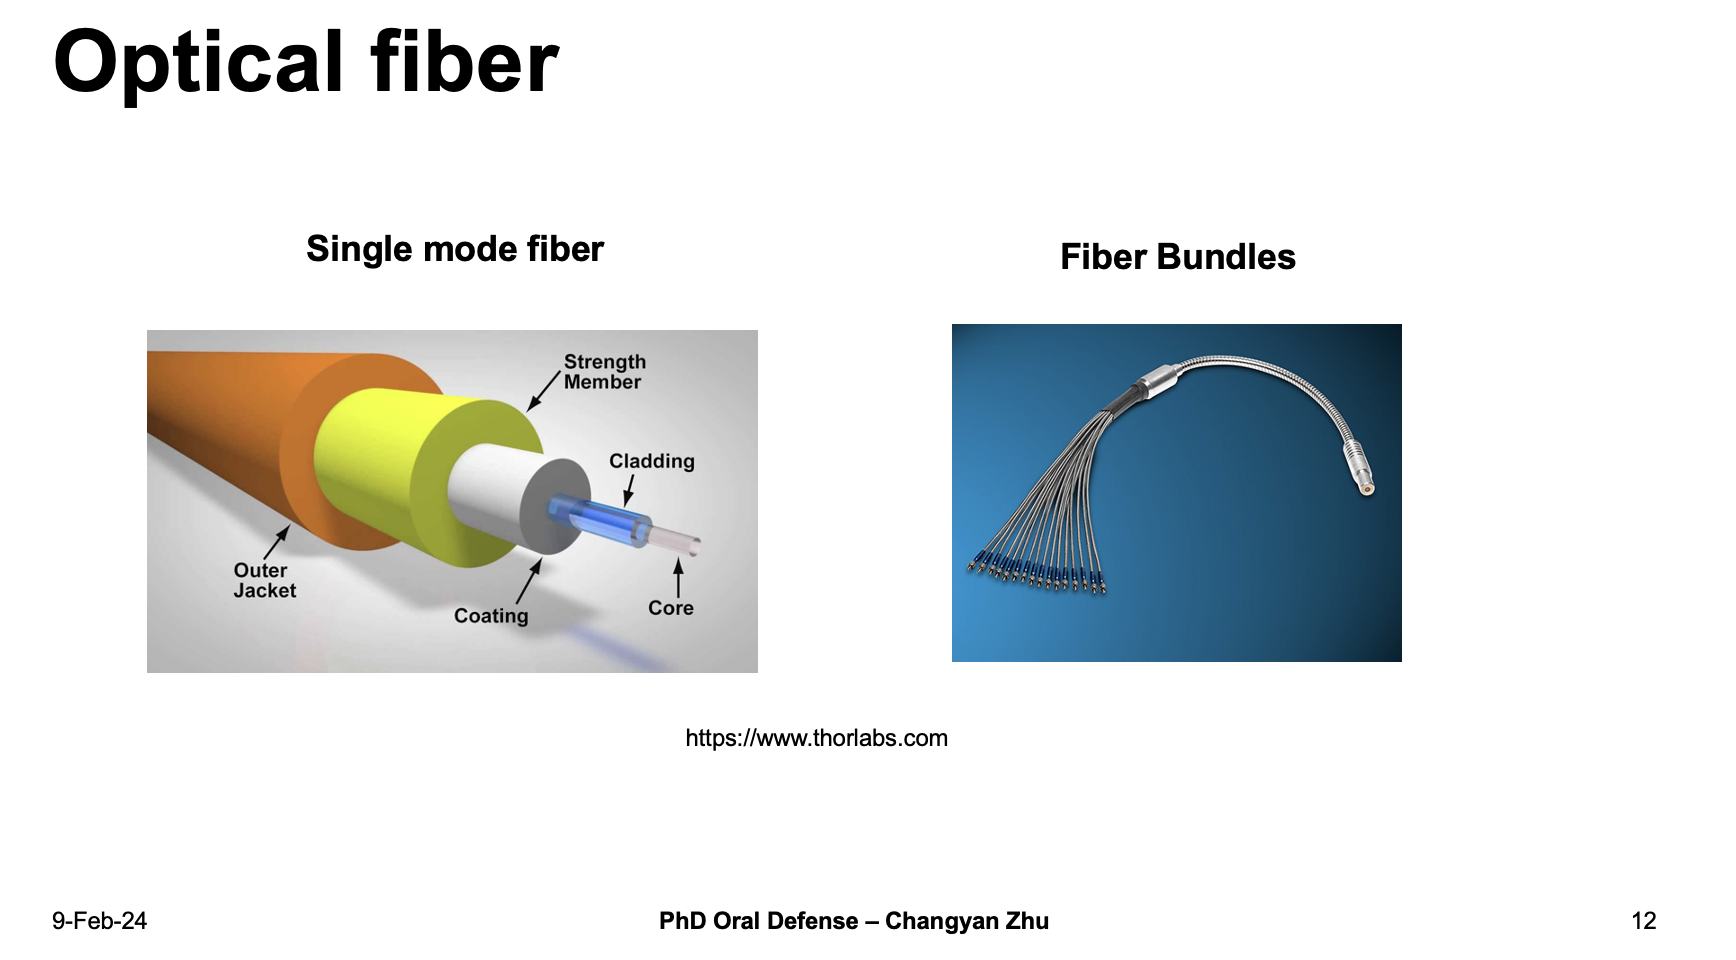 Optical fiber
Single mode fiber
Fiber Bundles
Strength
Member
Cladding
Outer
Jacket
Coating
Core
https://www.thorlabs.com
9-Feb-24
PhD Oral Defense – Changyan Zhu
12